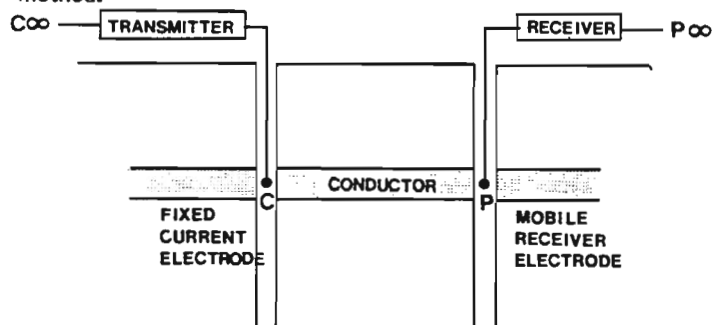 method.
C∞ TRANSMITTER RECEIVER P∞
CONDUCTOR
C P
FIXED
CURRENT
ELECTRODE
MOBILE
RECEIVER
ELECTRODE